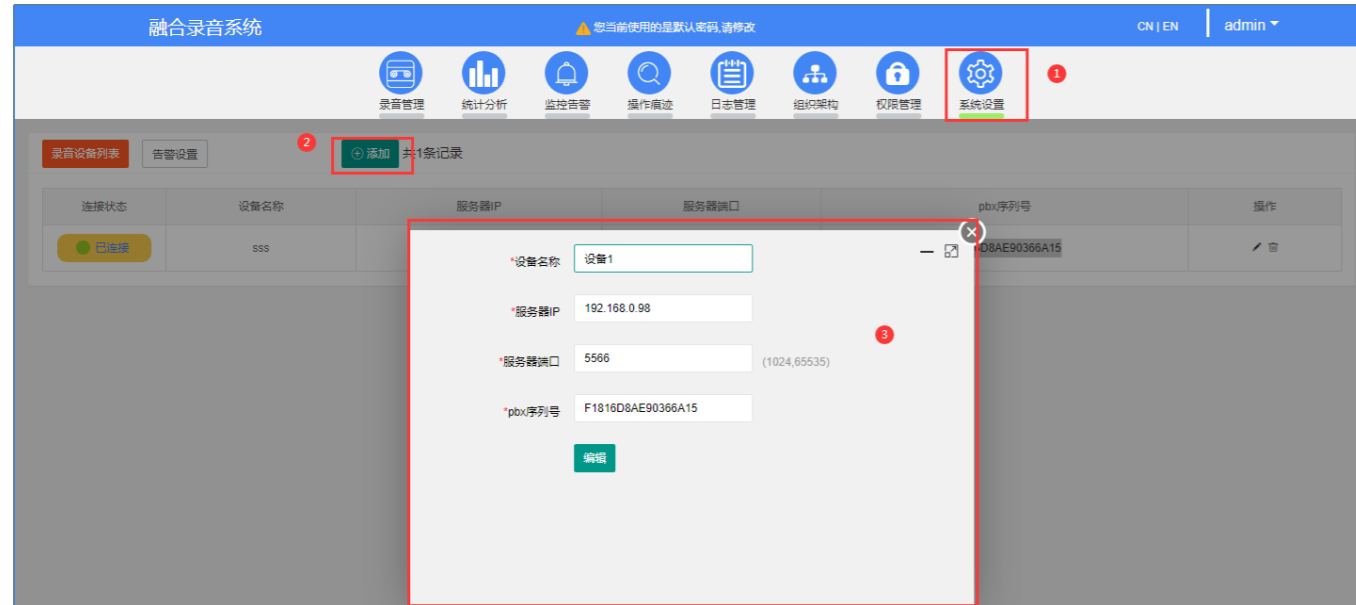 融合录音系统
您当前使用的是默认密码,请修改
CN | EN
admin
录音管理
统计分析
监控告警
操作痕迹
日志管理
组织架构
权限管理
系统设置
1
录音设备列表
告警设置
2
添加
共1条记录
连接状态
设备名称
服务器IP
服务器端口
pbx序列号
操作
已连接
sss
D8AE90366A15
*设备名称
设备1
*服务器IP
192.168.0.98
3
*服务器端口
5566
(1024,65535)
*pbx序列号
F1816D8AE90366A15
编辑